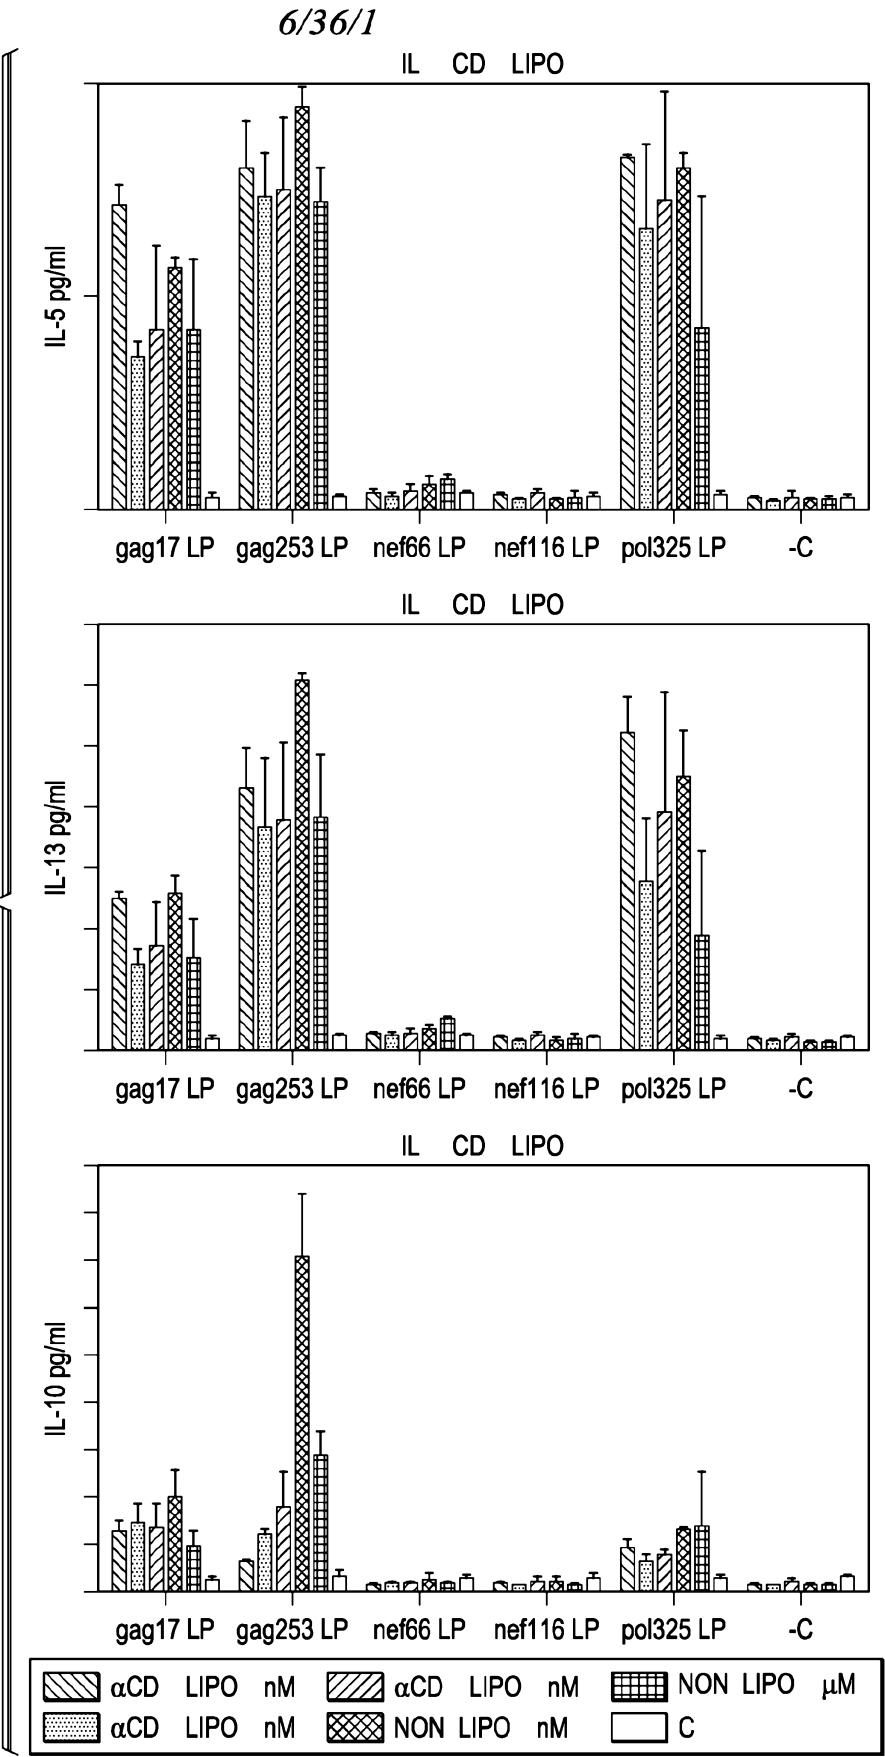 6/36/1
IL CD LIPO
IL-5 pg/ml
gag17 LP gag253 LP nef66 LP nef116 LP pol325 LP -C
IL CD LIPO
IL-13 pg/ml
gag17 LP gag253 LP nef66 LP nef116 LP pol325 LP -C
IL CD LIPO
IL-10 pg/ml
gag17 LP gag253 LP nef66 LP nef116 LP pol325 LP -C
αCD LIPO nM αCD LIPO nM NON LIPO μM
αCD LIPO nM NON LIPO nM C